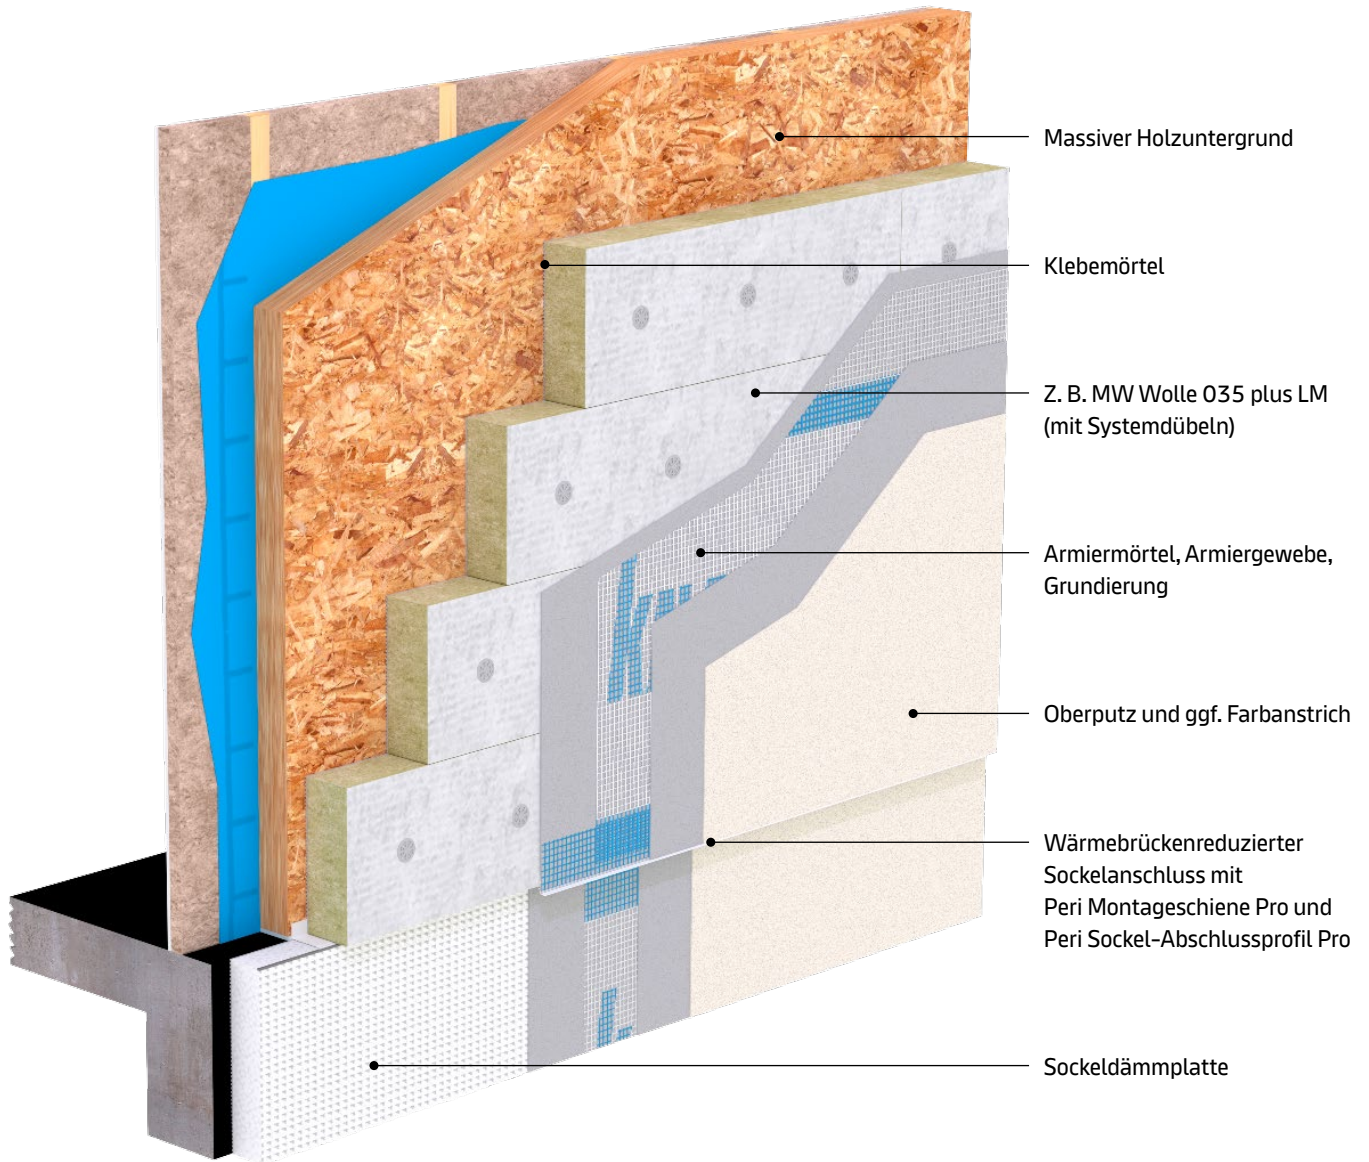 Massiver Holzuntergrund
Klebemörtel
Z. B. MW Wolle 035 plus LM
(mit Systemdübeln)
Armiermörtel, Armiergewebe,
Grundierung
Oberputz und ggf. Farbanstrich
Wärmebrückenreduzierter
Sockelanschluss mit
Peri Montageschiene Pro und
Peri Sockel-Abschlussprofil Pro
Sockeldämmplatte